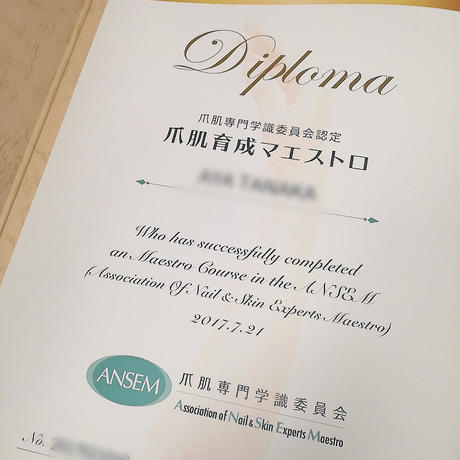 Diploma
爪肌専門学識委員会認定
爪肌育成マエストロ
Who has successfully completed
an Maestro Course in the ANSEM
(Association Of Nail & Skin Experts Maestro)
2017.7.21
ANSEM
爪肌専門学識委員会
Association of Nail & Skin Experts Maestro
No.